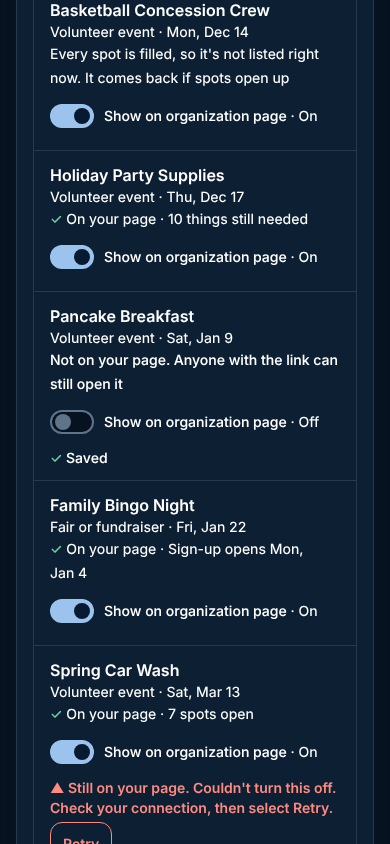 Basketball Concession Crew
Volunteer event · Mon, Dec 14
Every spot is filled, so it's not listed right
now. It comes back if spots open up
Show on organization page · On
Holiday Party Supplies
Volunteer event · Thu, Dec 17
✓ On your page · 10 things still needed
Show on organization page · On
Pancake Breakfast
Volunteer event · Sat, Jan 9
Not on your page. Anyone with the link can
still open it
Show on organization page · Off
✓ Saved
Family Bingo Night
Fair or fundraiser · Fri, Jan 22
✓ On your page · Sign-up opens Mon,
Jan 4
Show on organization page · On
Spring Car Wash
Volunteer event · Sat, Mar 13
✓ On your page · 7 spots open
Show on organization page · On
▲ Still on your page. Couldn't turn this off.
Check your connection, then select Retry.
Retry